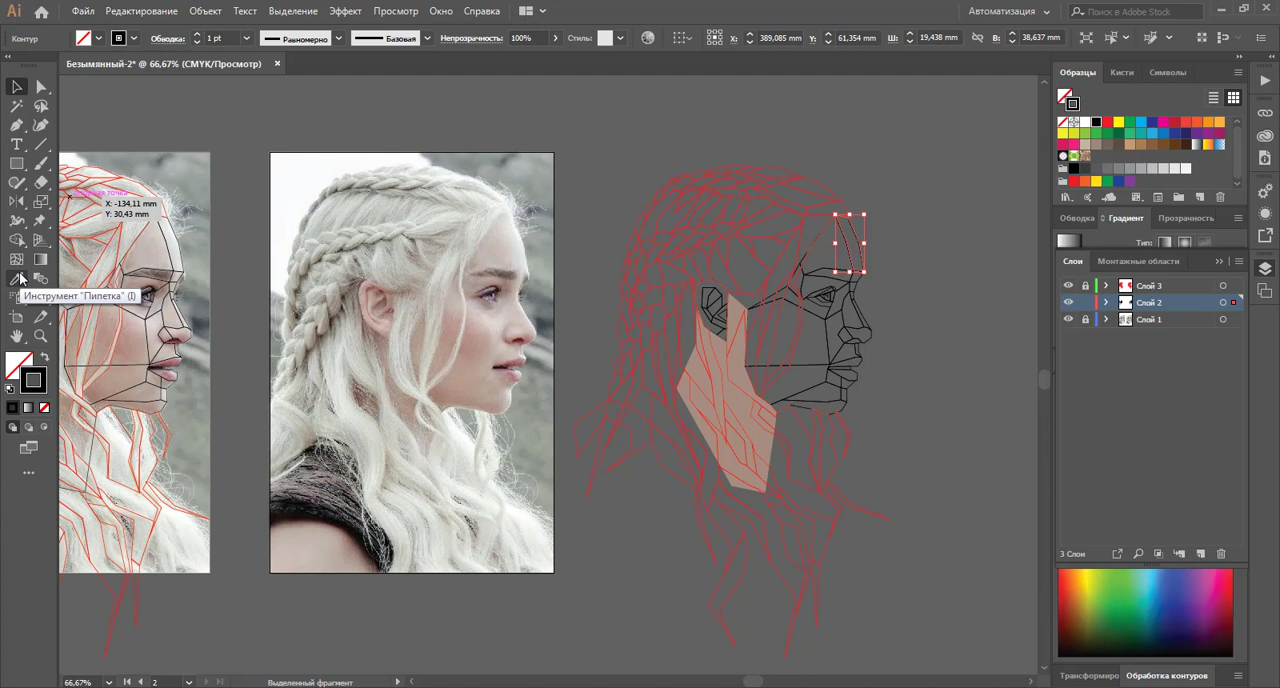 Ai Файл Редактирование Объект Текст Выделение Эффект Просмотр Окно Справка Автоматизация Поиск в Adobe Stock
Контур Обводка: 1 pt Равномерно Базовая Непрозрачность: 100% Стиль: X: 389,085 mm Y: 61,354 mm Ш: 19,438 mm В: 38,637 mm
Безымянный-2* @ 66,67% (CMYK/Просмотр)
Образцы Кисти Символы
X: -134,11 mm
Y: 30,43 mm
Обводка Градиент Прозрачность
Тип:
Слои Монтажные области
Слой 3
Инструмент "Пипетка" (I)
Слой 2
Слой 1
3 Слои
Трансформиро Обработка контуров
66,67% 2 Выделенный фрагмент